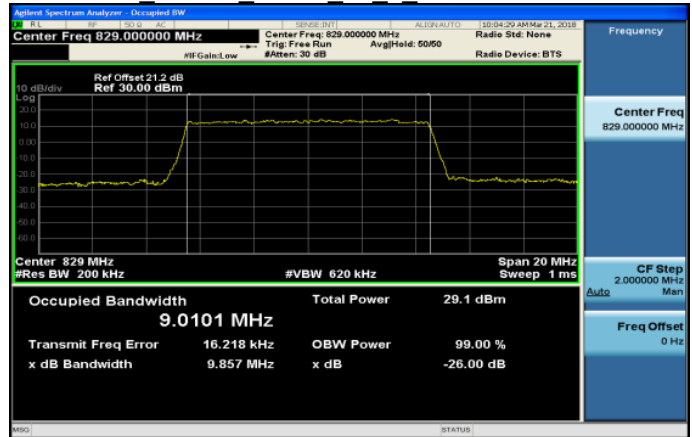 Agilent Spectrum Analyzer - Occupied BW
RL RF 50 Ω AC SENSE:INT ALIGN AUTO 10:04:29 AM Mar 21, 2018
Center Freq 829.000000 MHz
Center Freq: 829.000000 MHz
Radio Std: None
Trig: Free Run Avg|Hold: 50/50
#IFGain:Low #Atten: 30 dB Radio Device: BTS
Frequency
Ref Offset 21.2 dB
10 dB/div Ref 30.00 dBm
Log
20.0
10.0
0.00
-10.0
-20.0
-30.0
-40.0
-50.0
-60.0
Center 829 MHz Span 20 MHz
#Res BW 200 kHz #VBW 620 kHz Sweep 1 ms
Center Freq
829.000000 MHz
CF Step
2.000000 MHz
Auto Man
Freq Offset
0 Hz
Occupied Bandwidth Total Power 29.1 dBm
9.0101 MHz
Transmit Freq Error 16.218 kHz OBW Power 99.00 %
x dB Bandwidth 9.857 MHz x dB -26.00 dB
MSG STATUS